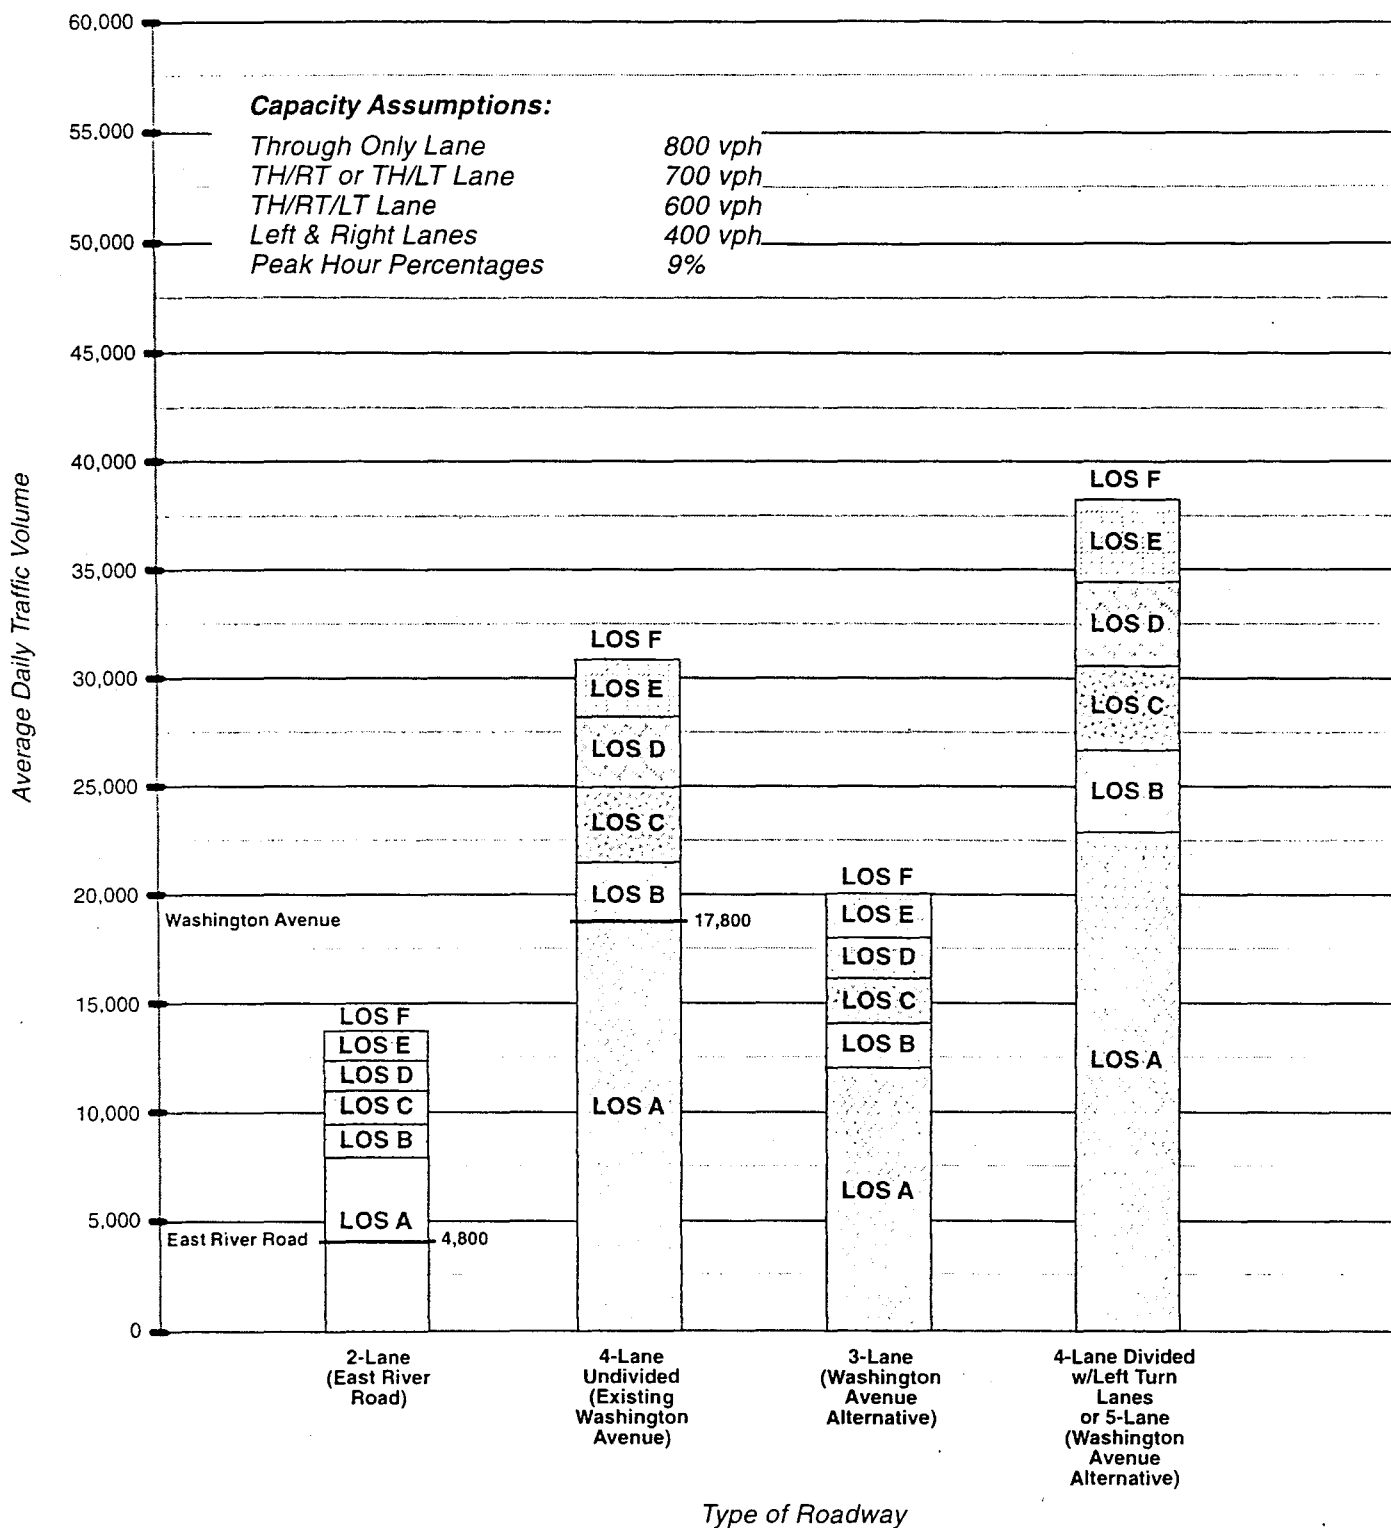 60,000
55,000
50,000
45,000
40,000
35,000
30,000
25,000
20,000
15,000
10,000
5,000
0
Average Daily Traffic Volume
Capacity Assumptions:
Through Only Lane 800 vph
TH/RT or TH/LT Lane 700 vph
TH/RT/LT Lane 600 vph
Left & Right Lanes 400 vph
Peak Hour Percentages 9%
LOS F
LOS E
LOS D
LOS C
LOS B
LOS A
East River Road
4,800
LOS F
LOS E
LOS D
LOS C
LOS B
LOS A
Washington Avenue
17,800
LOS F
LOS E
LOS D
LOS C
LOS B
LOS A
LOS F
LOS E
LOS D
LOS C
LOS B
LOS A
2-Lane
(East River
Road)
4-Lane
Undivided
(Existing
Washington
Avenue)
3-Lane
(Washington
Avenue
Alternative)
4-Lane Divided
w/Left Turn
Lanes
or 5-Lane
(Washington
Avenue
Alternative)
Type of Roadway